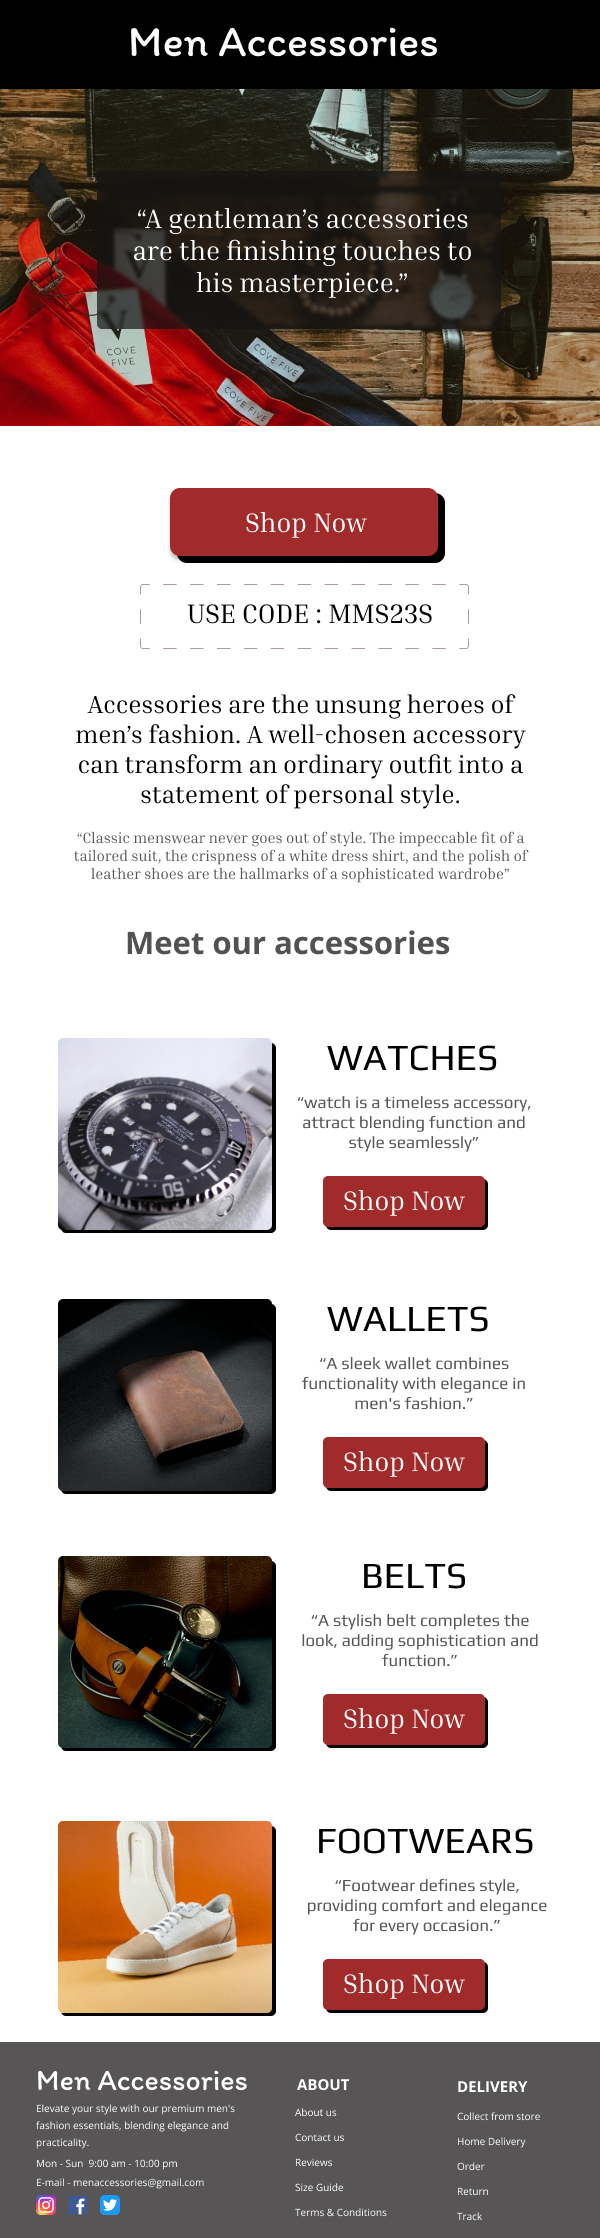 Men Accessories
“A gentleman’s accessories
are the finishing touches to
his masterpiece.”
COVE
FIVE
COVE FIVE
COVE FIVE
Shop Now
USE CODE : MMS23S
Accessories are the unsung heroes of
men’s fashion. A well-chosen accessory
can transform an ordinary outfit into a
statement of personal style.
“Classic menswear never goes out of style. The impeccable fit of a
tailored suit, the crispness of a white dress shirt, and the polish of
leather shoes are the hallmarks of a sophisticated wardrobe”
Meet our accessories
WATCHES
“watch is a timeless accessory,
attract blending function and
style seamlessly”
Shop Now
WALLETS
“A sleek wallet combines
functionality with elegance in
men's fashion.”
Shop Now
BELTS
“A stylish belt completes the
look, adding sophistication and
function.”
Shop Now
FOOTWEARS
“Footwear defines style,
providing comfort and elegance
for every occasion.”
Shop Now
Men Accessories
Elevate your style with our premium men's
fashion essentials, blending elegance and
practicality.
Mon - Sun  9:00 am - 10:00 pm
E-mail - menaccessories@gmail.com
ABOUT
About us
Contact us
Reviews
Size Guide
Terms & Conditions
DELIVERY
Collect from store
Home Delivery
Order
Return
Track